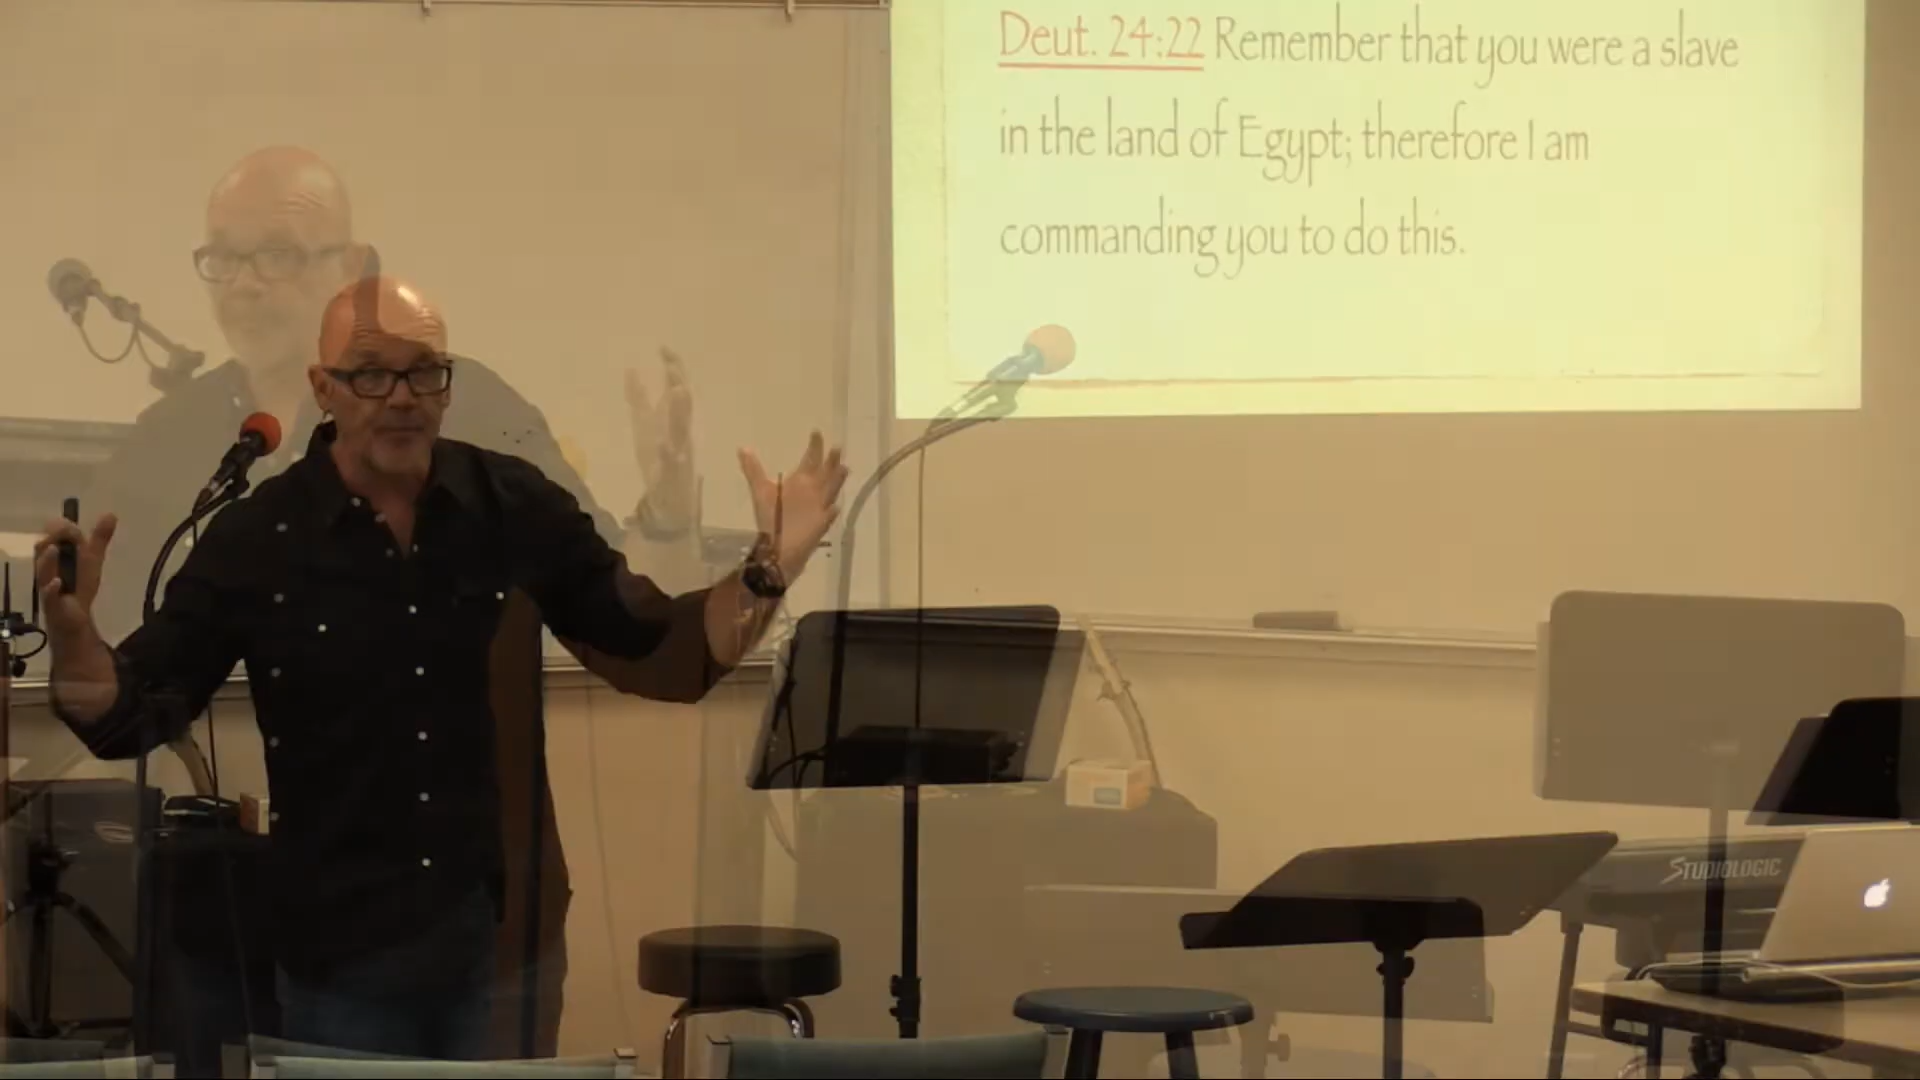 Deut. 24:22 Remember that you were a slave
in the land of Egypt; therefore I am
commanding you to do this.
STUDIOLOGIC